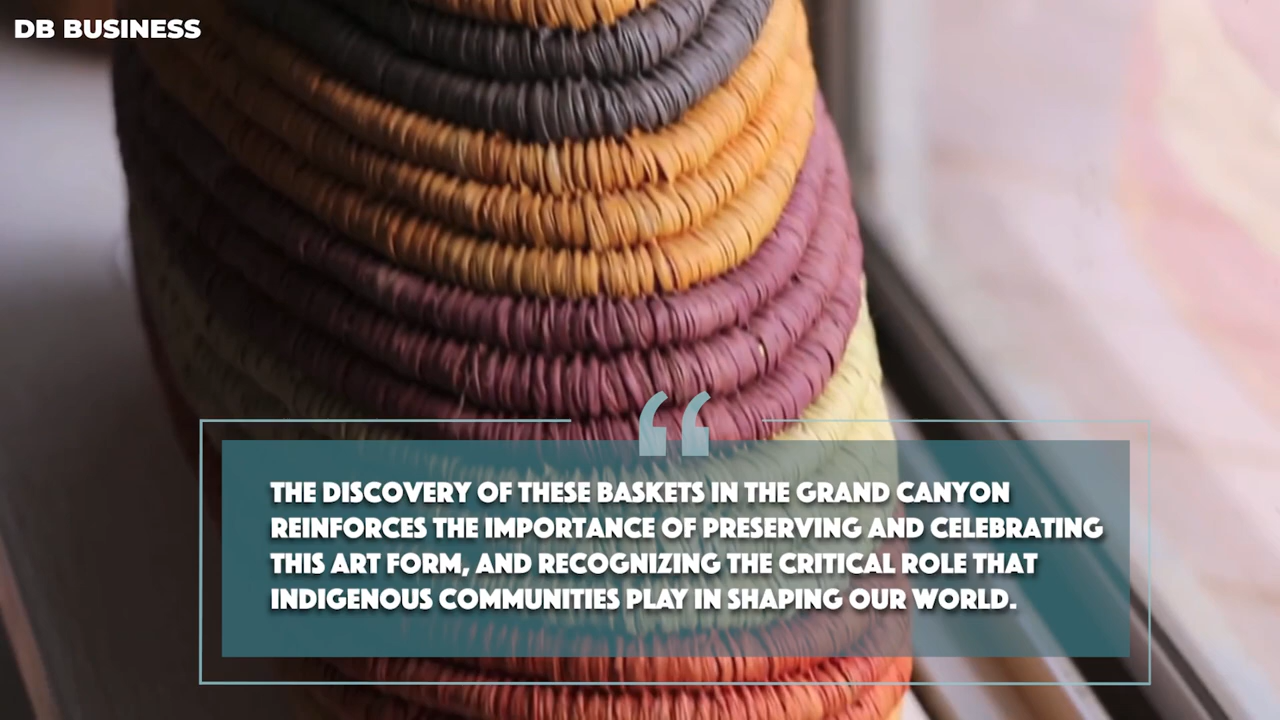 DB BUSINESS
“
THE DISCOVERY OF THESE BASKETS IN THE GRAND CANYON
REINFORCES THE IMPORTANCE OF PRESERVING AND CELEBRATING
THIS ART FORM, AND RECOGNIZING THE CRITICAL ROLE THAT
INDIGENOUS COMMUNITIES PLAY IN SHAPING OUR WORLD.